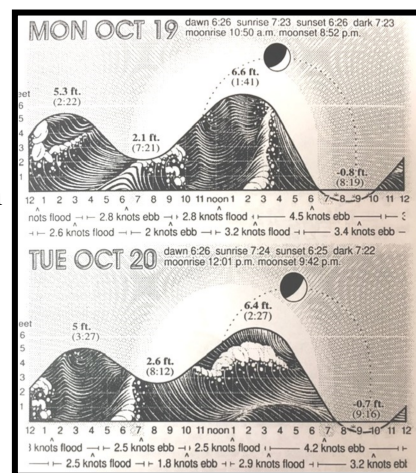 MON OCT 19
dawn 6:26 sunrise 7:23 sunset 6:26 dark 7:23
moonrise 10:50 a.m. moonset 8:52 p.m.
5.3 ft.
(2:22)
2.1 ft.
(7:21)
6.6 ft.
(1:41)
-0.8 ft.
(8:19)
eet
6
5
4
3
2
1
12 1 2 3 4 5 6 7 8 9 10 11 noon 1 2 3 4 5 6 7 8 9 10 11 12
nots flood 2.8 knots ebb 2.8 knots flood 4.5 knots ebb
2.6 knots flood 2 knots ebb 3.2 knots flood 3.4 knots ebb
TUE OCT 20
dawn 6:26 sunrise 7:24 sunset 6:25 dark 7:22
moonrise 12:01 p.m. moonset 9:42 p.m.
5 ft.
(3:27)
2.6 ft.
(8:12)
6.4 ft.
(2:27)
-0.7 ft.
(9:16)
eet
6
5
4
3
2
1
12 1 2 3 4 5 6 7 8 9 10 11 noon 1 2 3 4 5 6 7 8 9 10 11 12
knots flood 2.5 knots ebb 2.5 knots flood 4.2 knots ebb
2.5 knots flood 1.8 knots ebb 2.9 knots flood 3.2 knots eb